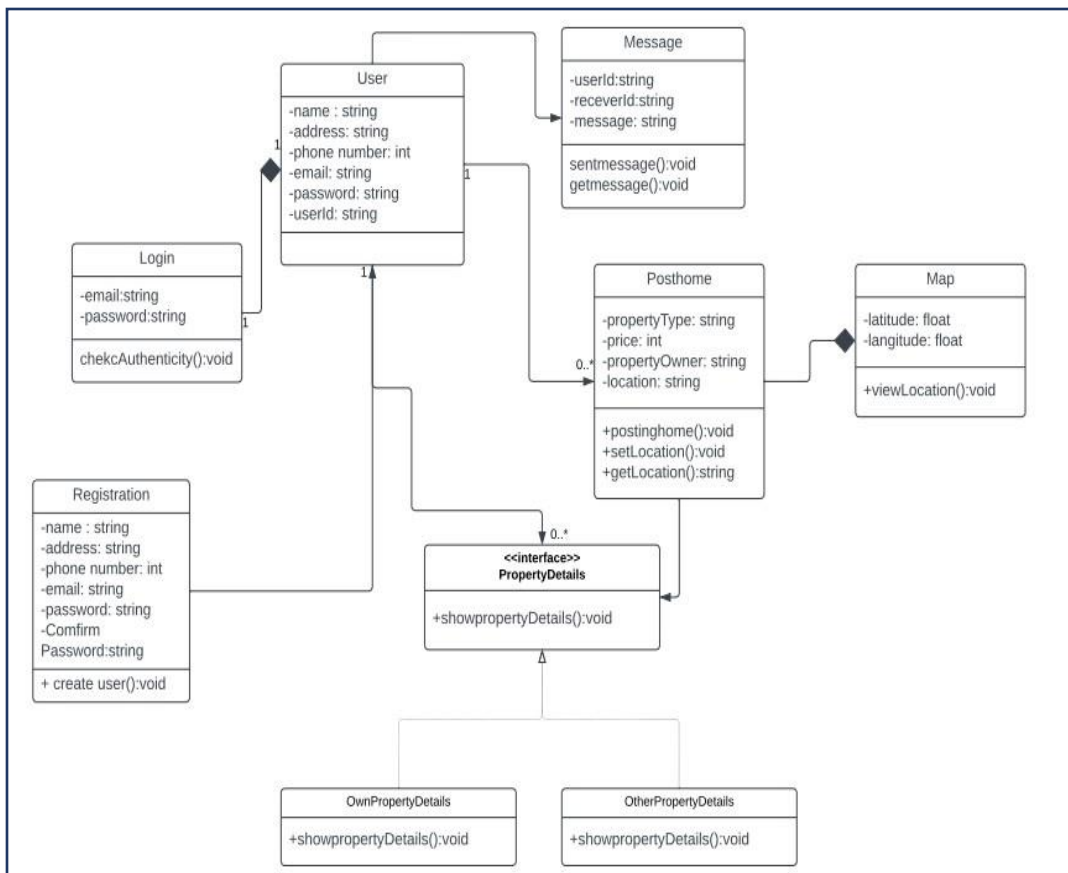 Message
-userId:string
-receverId:string
-message: string
sentmessage():void
getmessage():void
User
-name : string
-address: string
-phone number: int
-email: string
-password: string
-userId: string
1
1
1
Login
-email:string
-password:string
chekcAuthenticity():void
1
Posthome
-propertyType: string
-price: int
-propertyOwner: string
-location: string
+postinghome():void
+setLocation():void
+getLocation():string
0..*
Map
-latitude: float
-langitude: float
+viewLocation():void
Registration
-name : string
-address: string
-phone number: int
-email: string
-password: string
-Comfirm
Password:string
+ create user():void
0..*
<<interface>>
PropertyDetails
+showpropertyDetails():void
OwnPropertyDetails
+showpropertyDetails():void
OtherPropertyDetails
+showpropertyDetails():void